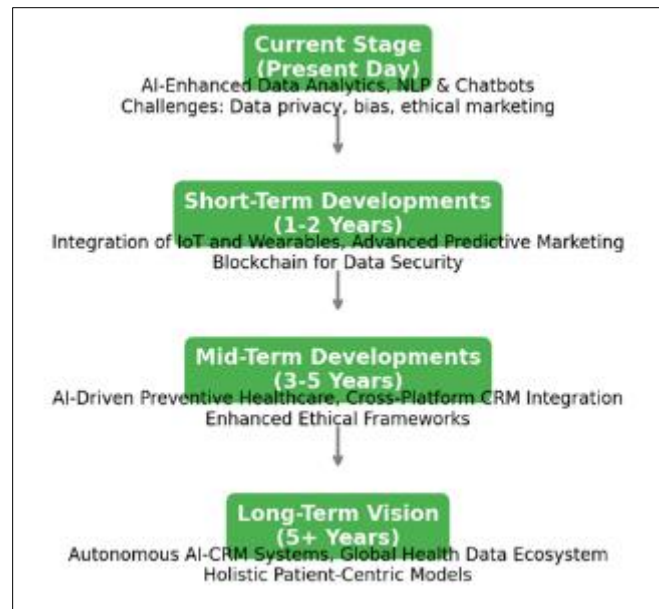 Current Stage
(Present Day)
AI-Enhanced Data Analytics, NLP & Chatbots
Challenges: Data privacy, bias, ethical marketing
Short-Term Developments
(1-2 Years)
Integration of IoT and Wearables, Advanced Predictive Marketing
Blockchain for Data Security
Mid-Term Developments
(3-5 Years)
AI-Driven Preventive Healthcare, Cross-Platform CRM Integration
Enhanced Ethical Frameworks
Long-Term Vision
(5+ Years)
Autonomous AI-CRM Systems, Global Health Data Ecosystem
Holistic Patient-Centric Models